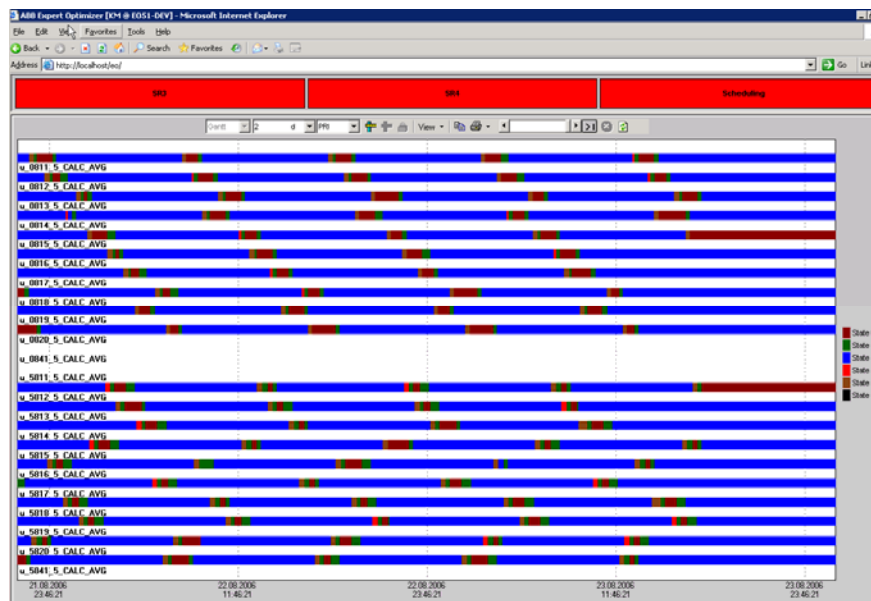 ABB Expert Optimizer [KM @ EOS1-DEV] - Microsoft Internet Explorer
File Edit View Favorites Tools Help
Back Search Favorites
Address http://localhost/eo/ Go
SR3 SR4 Scheduling
Gantt 2 d PRI View
u_0811_5_CALC_AVG
u_0812_5_CALC_AVG
u_0813_5_CALC_AVG
u_0814_5_CALC_AVG
u_0815_5_CALC_AVG
u_0816_5_CALC_AVG
u_0817_5_CALC_AVG
u_0818_5_CALC_AVG
u_0819_5_CALC_AVG
u_0820_5_CALC_AVG
u_0841_5_CALC_AVG
u_5811_5_CALC_AVG
u_5812_5_CALC_AVG
u_5813_5_CALC_AVG
u_5814_5_CALC_AVG
u_5815_5_CALC_AVG
u_5816_5_CALC_AVG
u_5817_5_CALC_AVG
u_5818_5_CALC_AVG
u_5819_5_CALC_AVG
u_5820_5_CALC_AVG
u_5841_5_CALC_AVG
State
State
State
State
State
State
21.08.2006 22.08.2006 22.08.2006 23.08.2006 23.08.2006
23:46:21 11:46:21 23:46:21 11:46:21 23:46:21